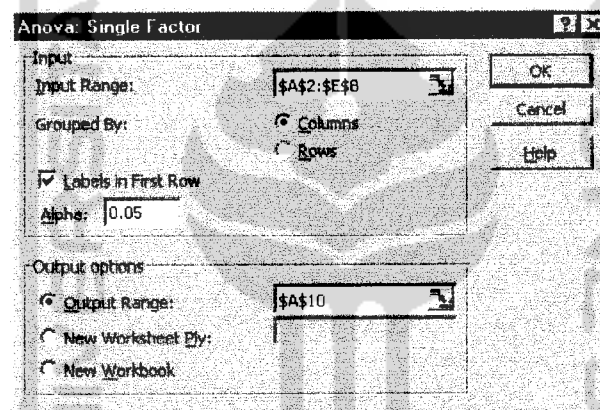 Anova: Single Factor
Input
Input Range: $A$2:$E$8
Grouped By: Columns
Rows
Labels in First Row
Alpha: 0.05
OK
Cancel
Help
Output options
Output Range: $A$10
New Worksheet Ply:
New Workbook